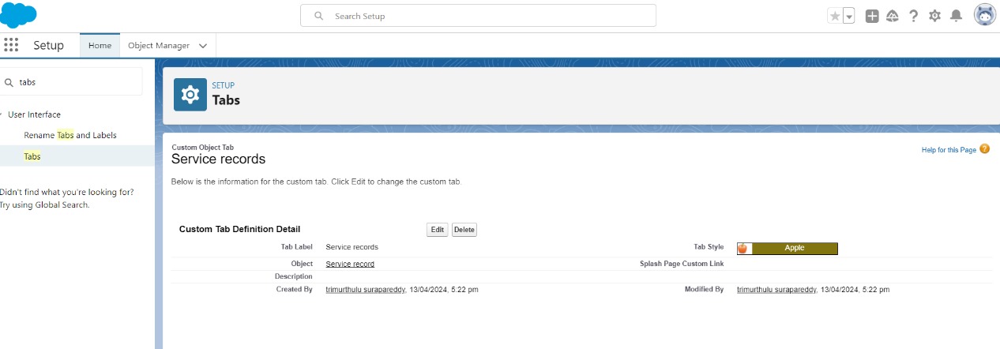 Search Setup
Setup
Home
Object Manager
tabs
User Interface
Rename Tabs and Labels
Tabs
Didn't find what you're looking for?
Try using Global Search.
SETUP
Tabs
Custom Object Tab
Service records
Help for this Page
Below is the information for the custom tab. Click Edit to change the custom tab.
Custom Tab Definition Detail
Edit
Delete
Tab Label Service records Tab Style Apple
Object Service record Splash Page Custom Link
Description
Created By trimurthulu surapareddy, 13/04/2024, 5:22 pm Modified By trimurthulu surapareddy, 13/04/2024, 5:22 pm